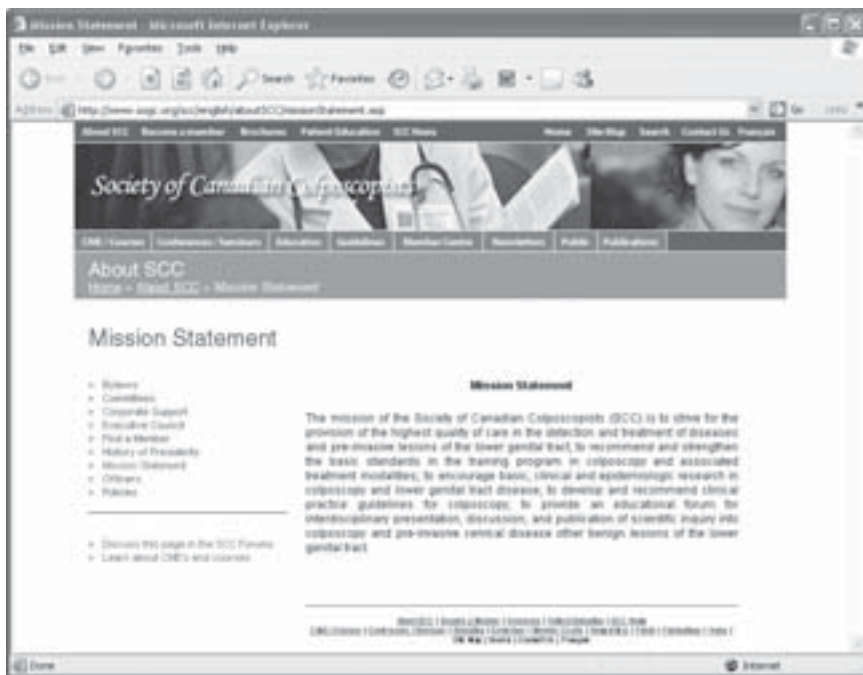 Mission Statement - Microsoft Internet Explorer
File Edit View Favorites Tools Help
Search Favorites
Address Go Links
About SCC Become a member Brochures Patient Education SCC News Home Site Map Search Contact Us Français
Society of Canadian Colposcopists
CME / Courses Conferences / Seminars Education Guidelines Member Centre Newsletters Public Publications
About SCC
Home » About SCC » Mission Statement
Mission Statement
Bylaws
Committees
Corporate Support
Executive Council
Find a Member
History of Presidents
Mission Statement
Officers
Policies
Discuss this page in the SCC Forums
Learn about CME's and courses
Mission Statement
The mission of the Society of Canadian Colposcopists (SCC) is to strive for the
provision of the highest quality of care in the detection and treatment of diseases
and pre-invasive lesions of the lower genital tract, to recommend and strengthen
the basic standards in the training program in colposcopy and associated
treatment modalities, to encourage basic, clinical and epidemiologic research in
colposcopy and lower genital tract disease, to develop and recommend clinical
practice guidelines for colposcopy, to provide an educational forum for
interdisciplinary presentation, discussion, and publication of scientific inquiry into
colposcopy and pre-invasive cervical disease other benign lesions of the lower
genital tract.
Site Map | Search | Contact Us | Français
Done Internet